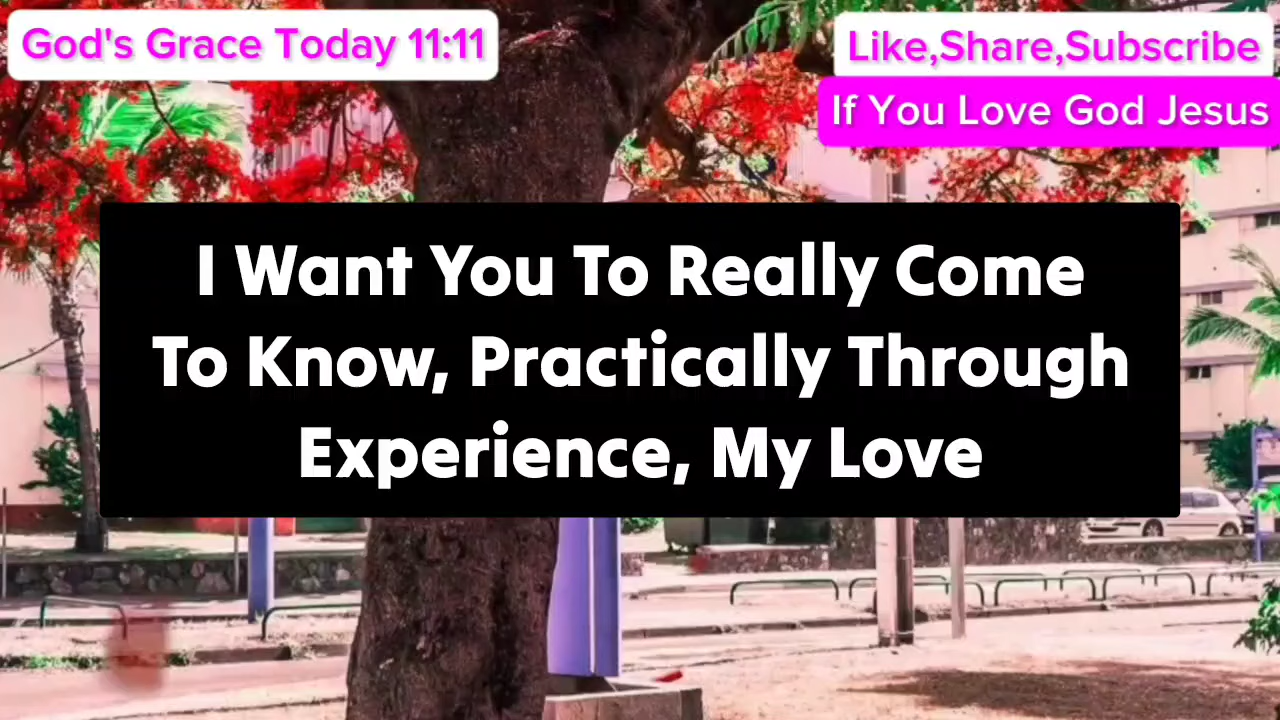 God's Grace Today 11:11
Like,Share,Subscribe
If You Love God Jesus
I Want You To Really Come
To Know, Practically Through
Experience, My Love